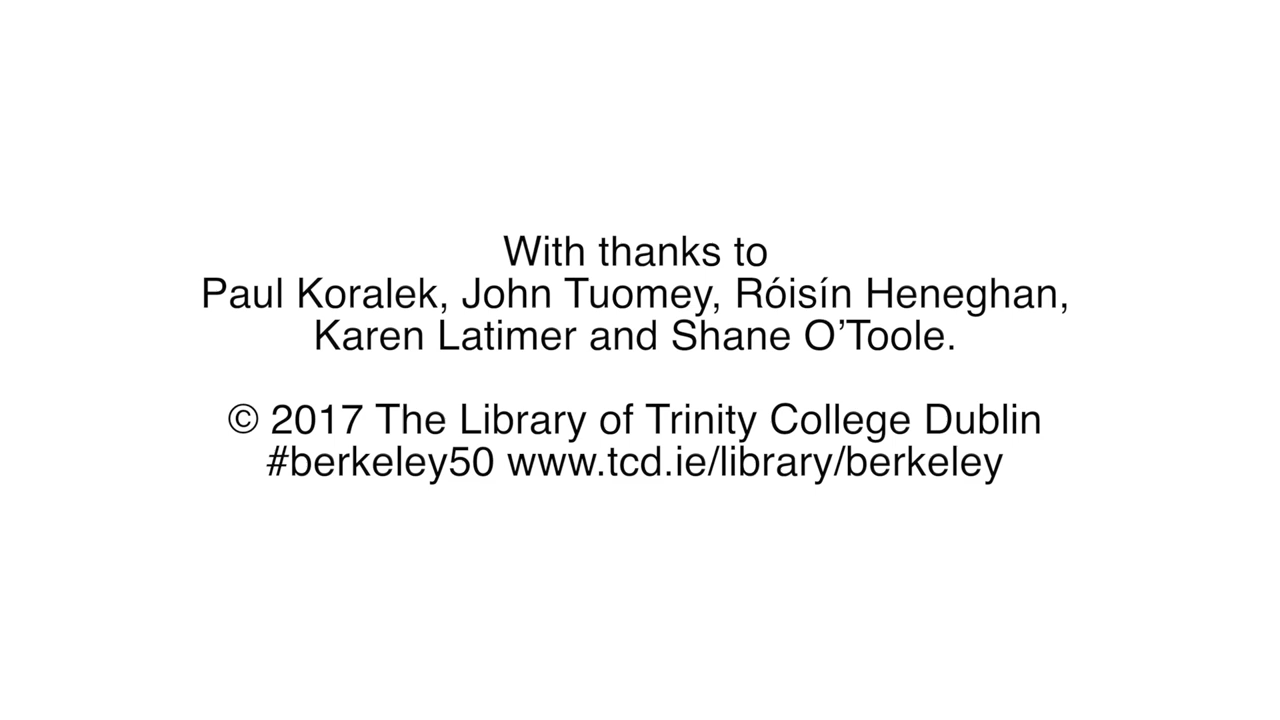 With thanks to
Paul Koralek, John Tuomey, Róisín Heneghan,
Karen Latimer and Shane O’Toole.
© 2017 The Library of Trinity College Dublin
#berkeley50 www.tcd.ie/library/berkeley